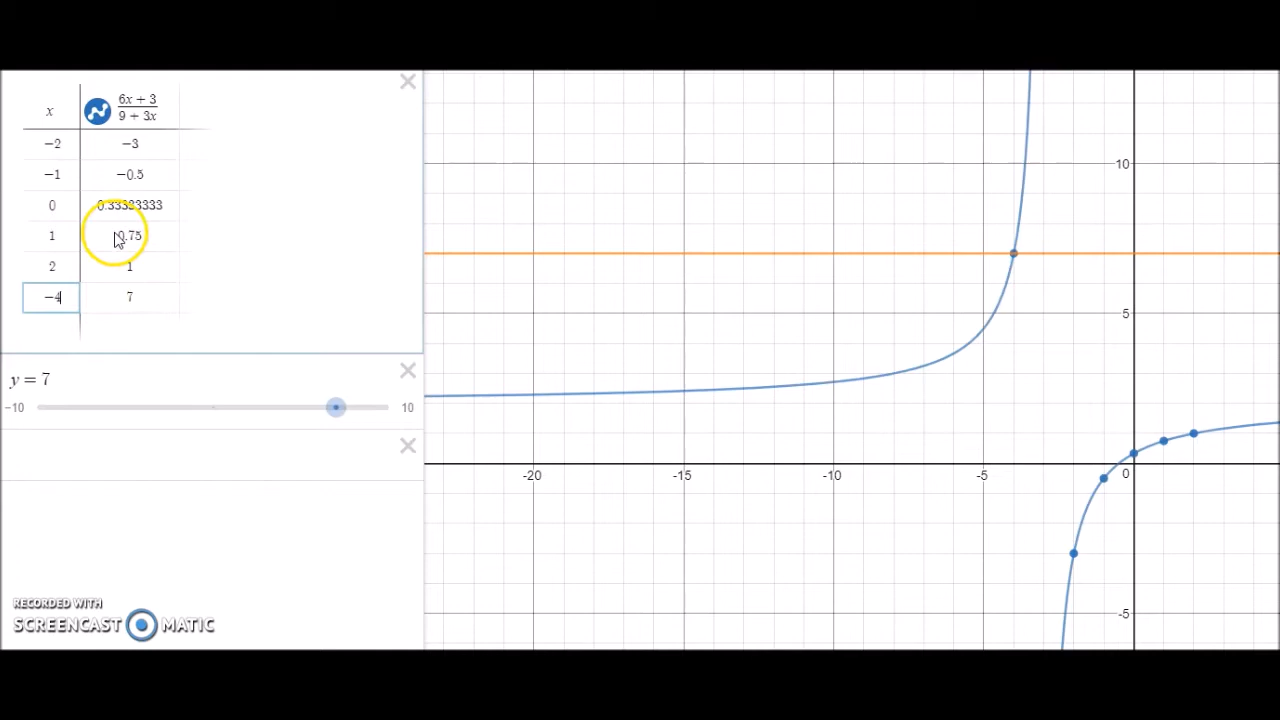 x 6x + 3
9 + 3x
−2 −3
−1 −0.5
0 0.33333333
1 0.75
2 1
−4 7
y = 7
−10 10
10
5
-20 -15 -10 -5 0
-5
RECORDED WITH
SCREENCAST MATIC